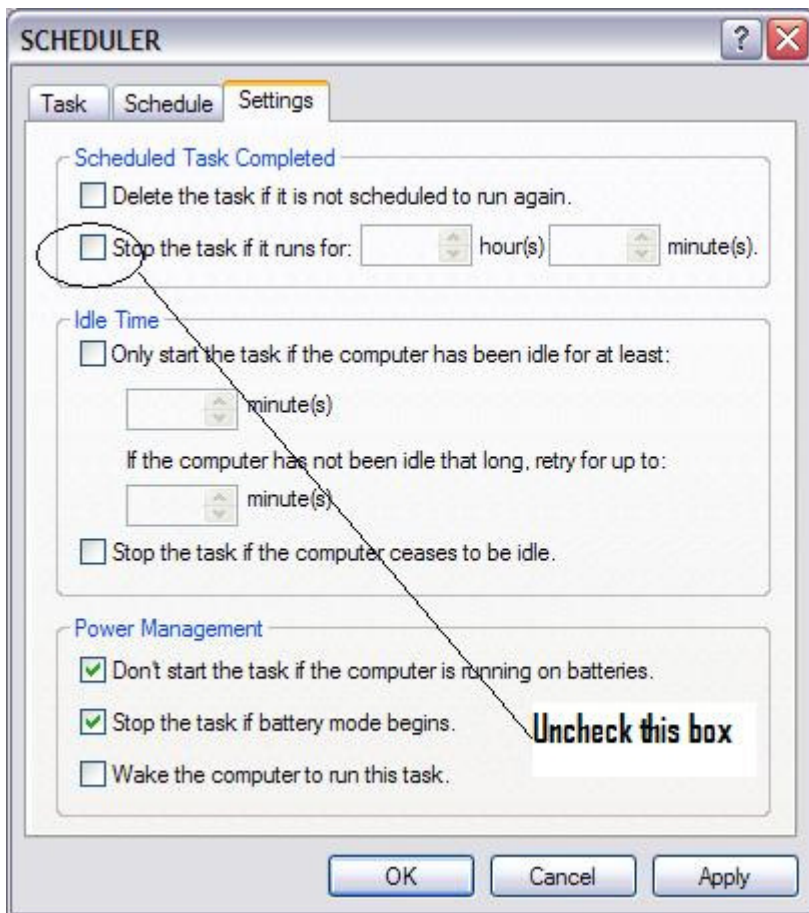 SCHEDULER
Task Schedule Settings
Scheduled Task Completed
Delete the task if it is not scheduled to run again.
Stop the task if it runs for: hour(s) minute(s).
Idle Time
Only start the task if the computer has been idle for at least:
minute(s)
If the computer has not been idle that long, retry for up to:
minute(s)
Stop the task if the computer ceases to be idle.
Power Management
Don't start the task if the computer is running on batteries.
Stop the task if battery mode begins.
Uncheck this box
Wake the computer to run this task.
OK Cancel Apply